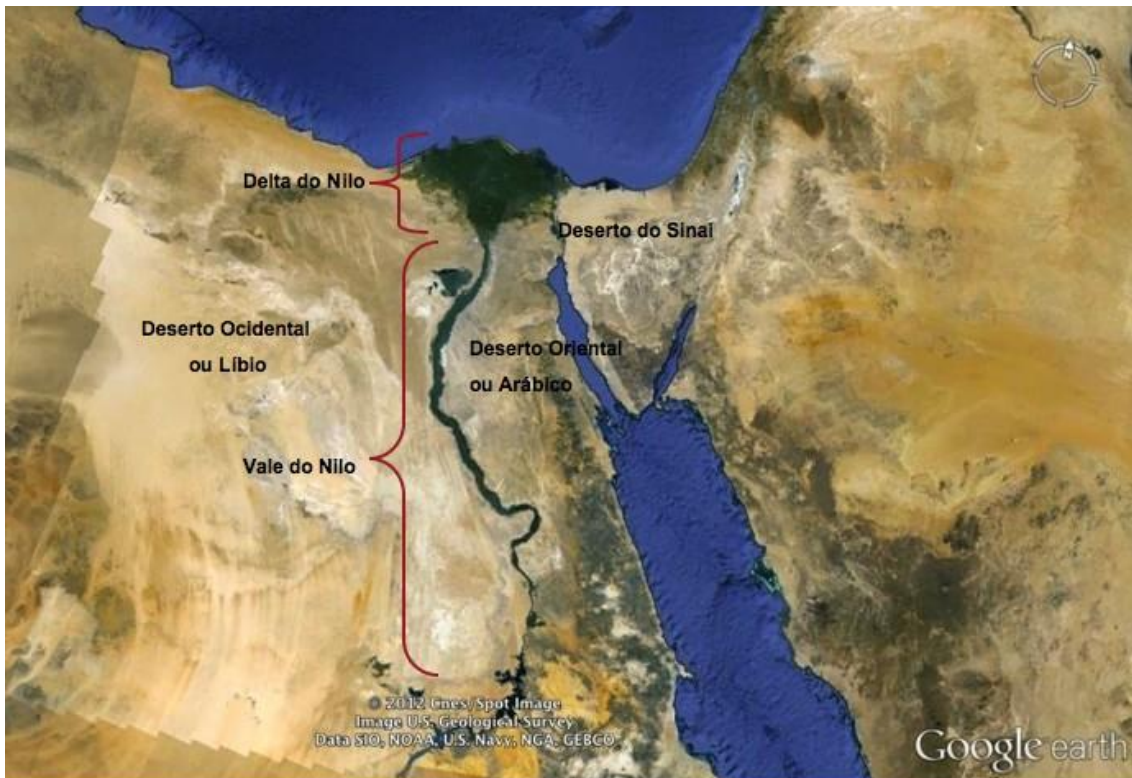 N
Delta do Nilo
Deserto do Sinai
Deserto Ocidental
ou Líbio
Deserto Oriental
ou Arábico
Vale do Nilo
© 2012 Cnes/Spot Image
Image U.S. Geological Survey
Data SIO, NOAA, U.S. Navy, NGA, GEBCO
Google earth